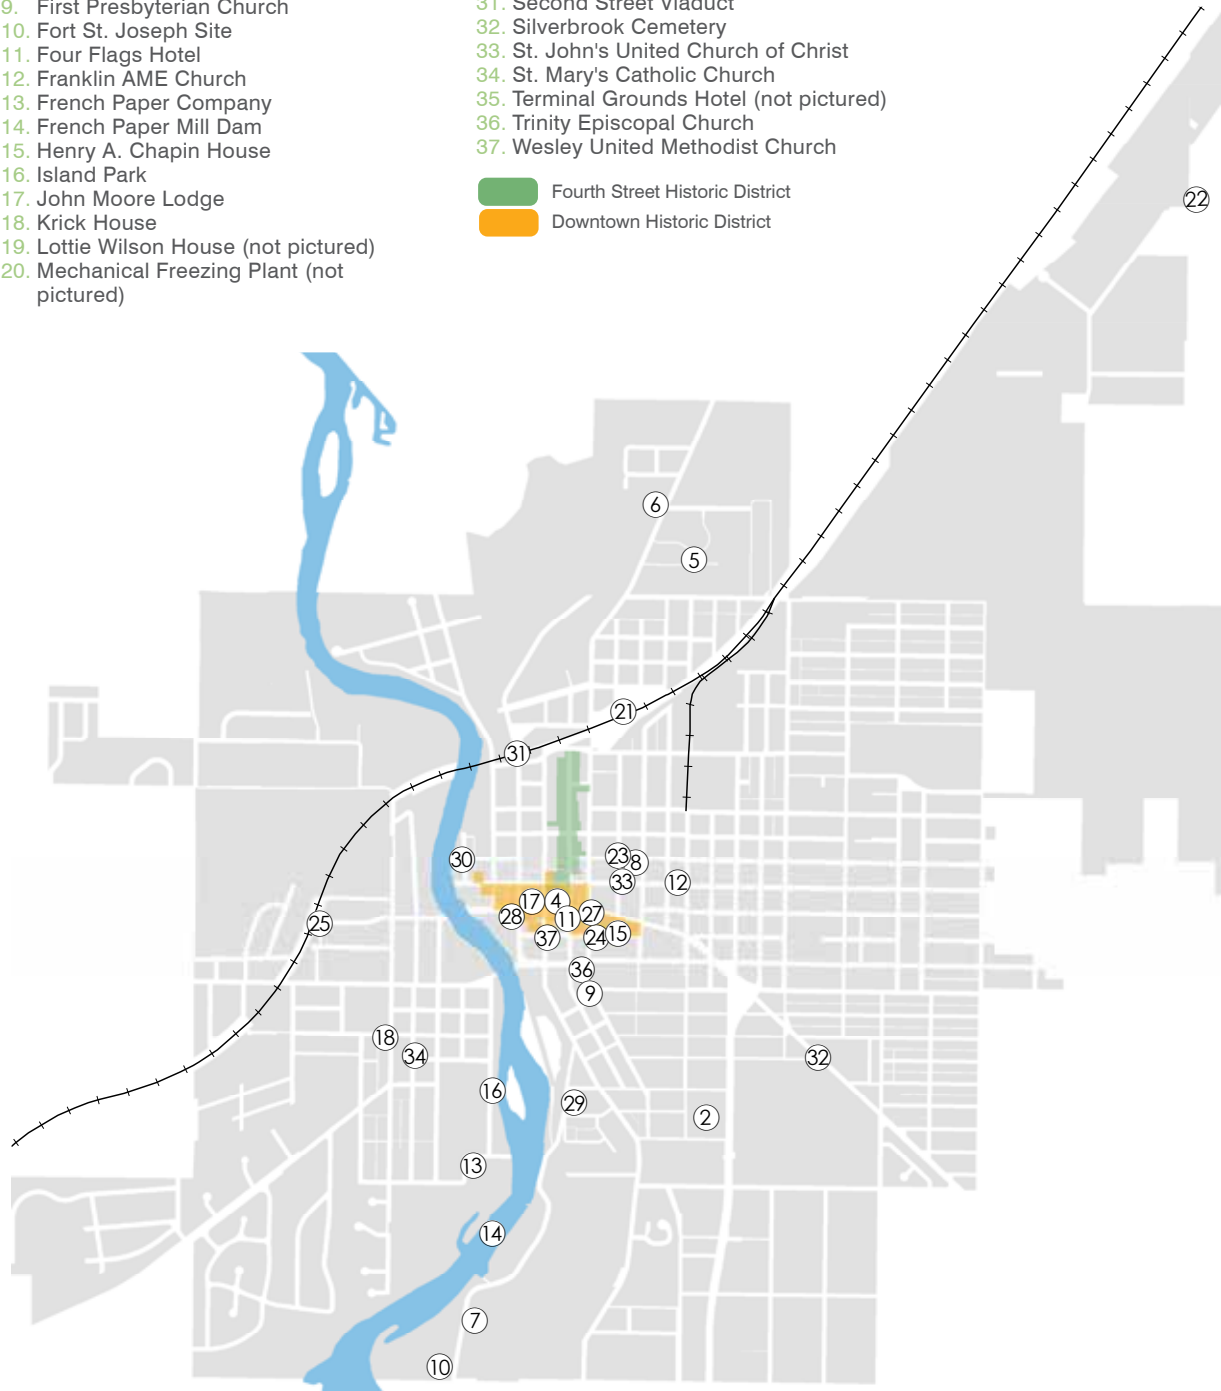 9. First Presbyterian Church
10. Fort St. Joseph Site
11. Four Flags Hotel
12. Franklin AME Church
13. French Paper Company
14. French Paper Mill Dam
15. Henry A. Chapin House
16. Island Park
17. John Moore Lodge
18. Krick House
19. Lottie Wilson House (not pictured)
20. Mechanical Freezing Plant (not
pictured)
31. Second Street Viaduct
32. Silverbrook Cemetery
33. St. John's United Church of Christ
34. St. Mary's Catholic Church
35. Terminal Grounds Hotel (not pictured)
36. Trinity Episcopal Church
37. Wesley United Methodist Church
Fourth Street Historic District
Downtown Historic District
22
6
5
21
31
30
23
8
33
12
17
4
28
11
27
37
24
15
25
36
9
18
34
32
16
29
2
13
14
7
10